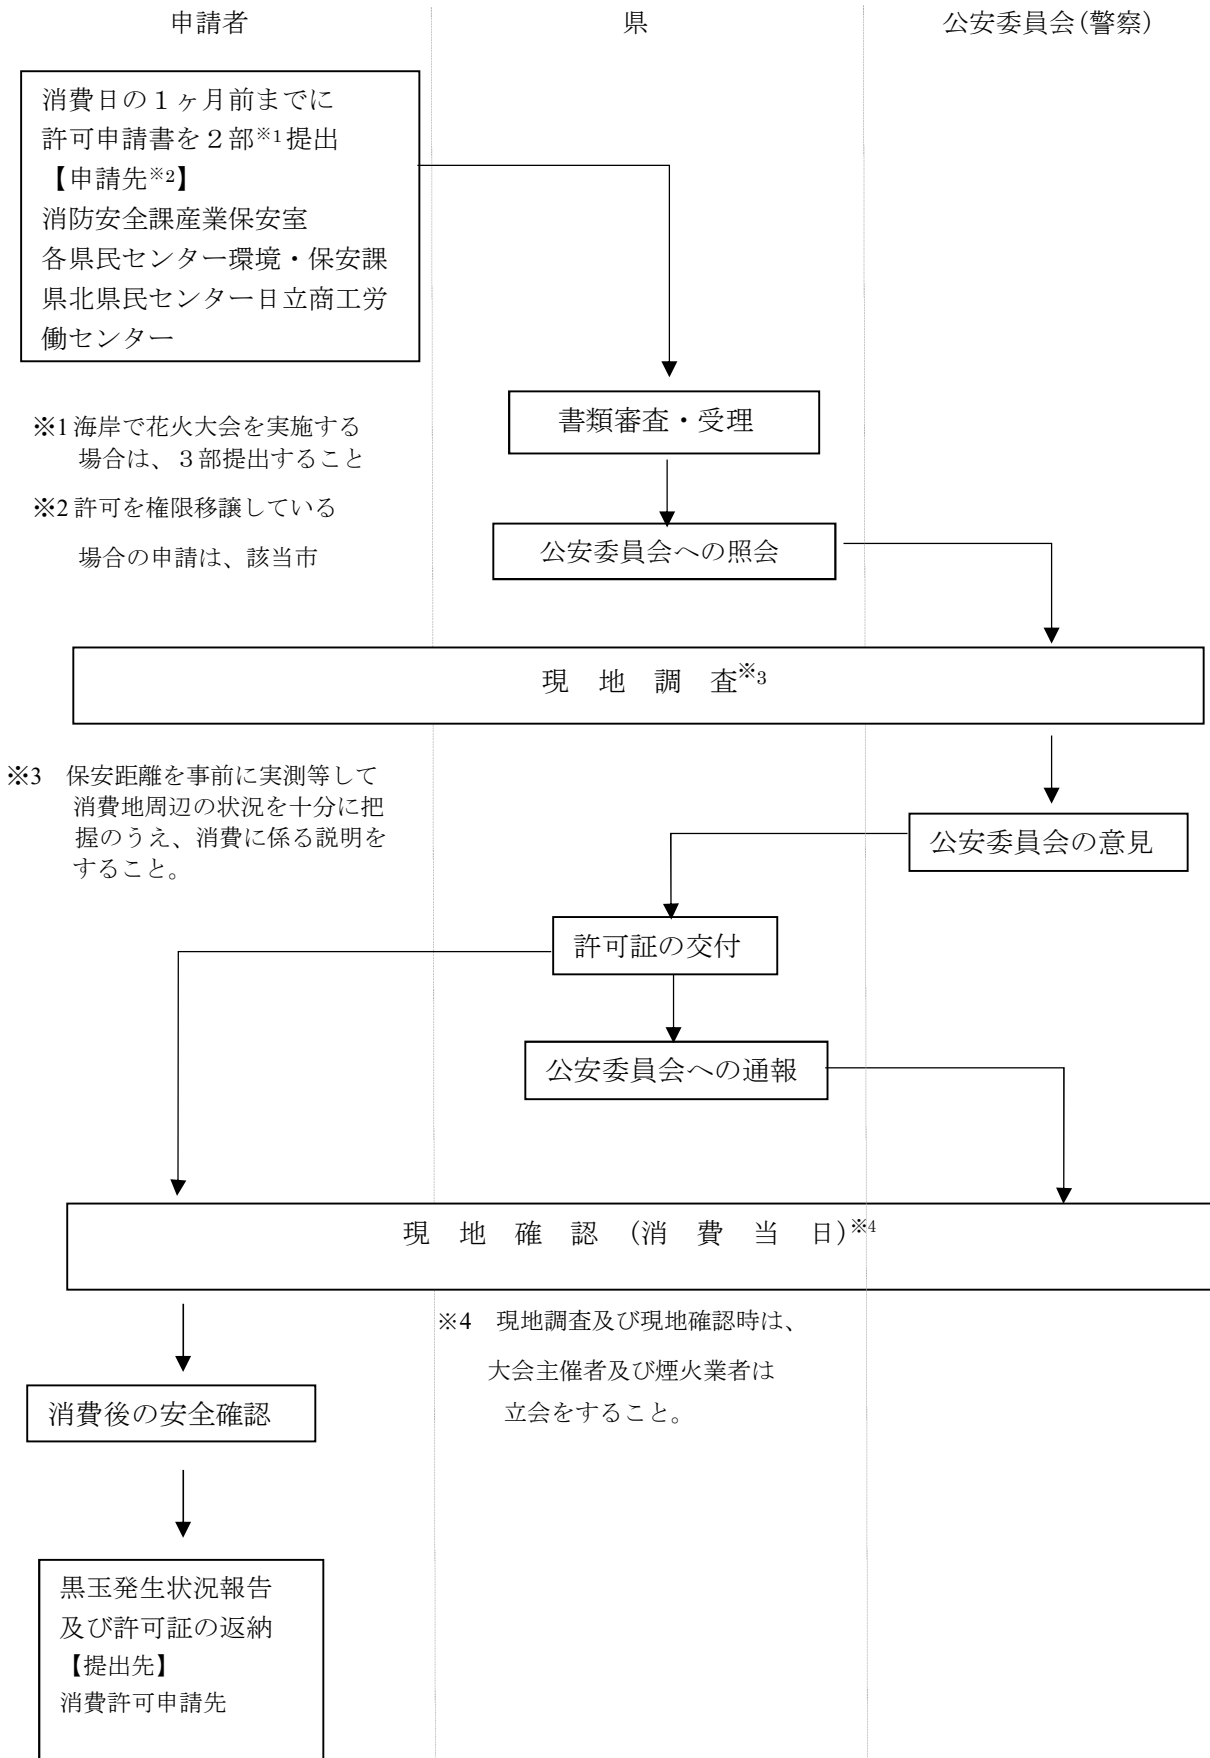 申請者
県
公安委員会(警察)
消費日の１ヶ月前までに
許可申請書を２部※1提出
【申請先※2】
消防安全課産業保安室
各県民センター環境・保安課
県北県民センター日立商工労
働センター
※1 海岸で花火大会を実施する
場合は、３部提出すること
※2 許可を権限移譲している
場合の申請は、該当市
書類審査・受理
公安委員会への照会
現　地　調　査※3
※3　保安距離を事前に実測等して
消費地周辺の状況を十分に把
握のうえ、消費に係る説明を
すること。
公安委員会の意見
許可証の交付
公安委員会への通報
現　地　確　認　(消　費　当　日)※4
※4　現地調査及び現地確認時は、
大会主催者及び煙火業者は
立会をすること。
消費後の安全確認
黒玉発生状況報告
及び許可証の返納
【提出先】
消費許可申請先